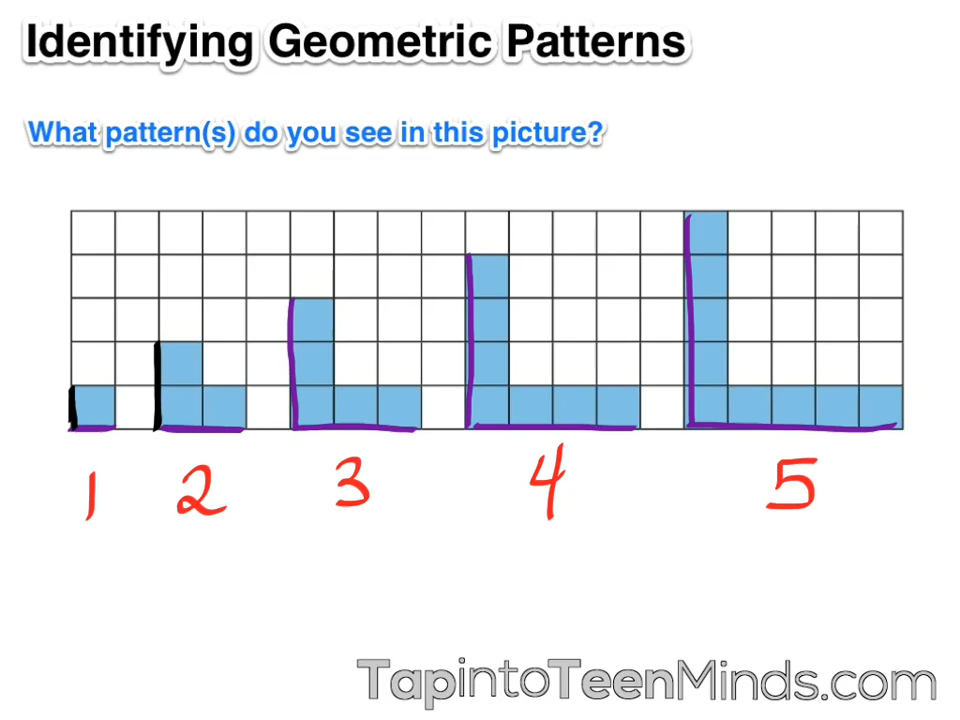 Identifying Geometric Patterns
What pattern(s) do you see in this picture?
1 2 3 4 5
TapintoTeenMinds.com